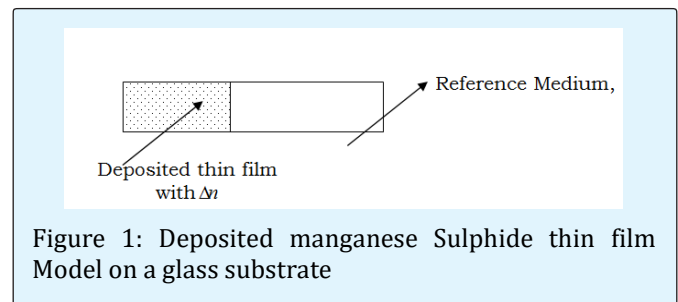 Reference Medium,
Deposited thin film
with Δn
Figure 1: Deposited manganese Sulphide thin film
Model on a glass substrate